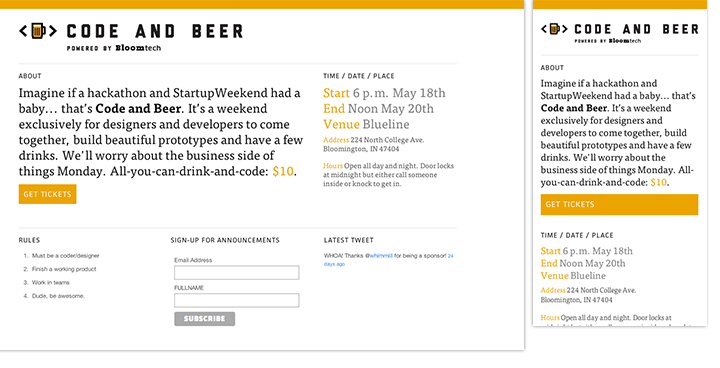 CODE AND BEER
POWERED BY Bloomtech
ABOUT
Imagine if a hackathon and StartupWeekend had a
baby... that's Code and Beer. It's a weekend
exclusively for designers and developers to come
together, build beautiful prototypes and have a few
drinks. We'll worry about the business side of
things Monday. All-you-can-drink-and-code: $10.
GET TICKETS
TIME / DATE / PLACE
Start 6 p.m. May 18th
End Noon May 20th
Venue Blueline
Address 224 North College Ave.
Bloomington, IN 47404
Hours Open all day and night. Door locks
at midnight but either call someone
inside or knock to get in.
RULES
1. Must be a coder/designer
2. Finish a working product
3. Work in teams
4. Dude, be awesome.
SIGN-UP FOR ANNOUNCEMENTS
Email Address
FULLNAME
SUBSCRIBE
LATEST TWEET
WHOA! Thanks @whimmill for being a sponsor! 24
days ago
CODE AND BEER
POWERED BY Bloomtech
ABOUT
Imagine if a hackathon and
StartupWeekend had a baby... that's
Code and Beer. It's a weekend
exclusively for designers and
developers to come together, build
beautiful prototypes and have a few
drinks. We'll worry about the
business side of things Monday. All-
you-can-drink-and-code: $10.
GET TICKETS
TIME / DATE / PLACE
Start 6 p.m. May 18th
End Noon May 20th
Venue Blueline
Address 224 North College Ave.
Bloomington, IN 47404
Hours Open all day and night. Door locks